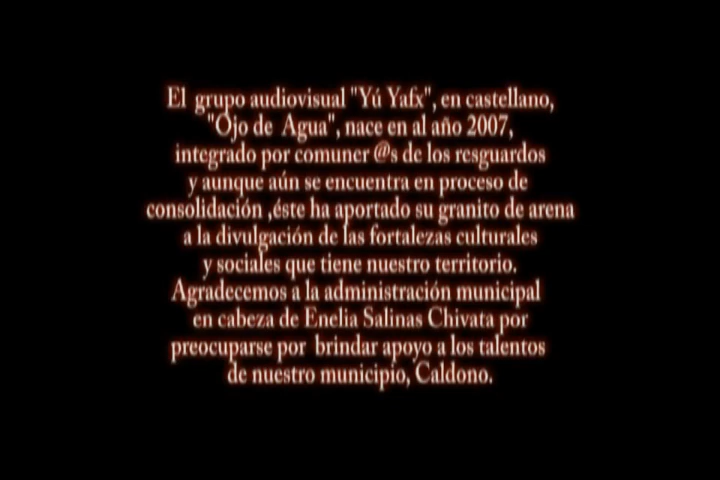 El grupo audiovisual "Yú Yafx", en castellano,
"Ojo de Agua", nace en al año 2007,
integrado por comuner @s de los resguardos
y aunque aún se encuentra en proceso de
consolidación ,éste ha aportado su granito de arena
a la divulgación de las fortalezas culturales
y sociales que tiene nuestro territorio.
Agradecemos a la administración municipal
en cabeza de Enelia Salinas Chivata por
preocuparse por brindar apoyo a los talentos
de nuestro municipio, Caldono.